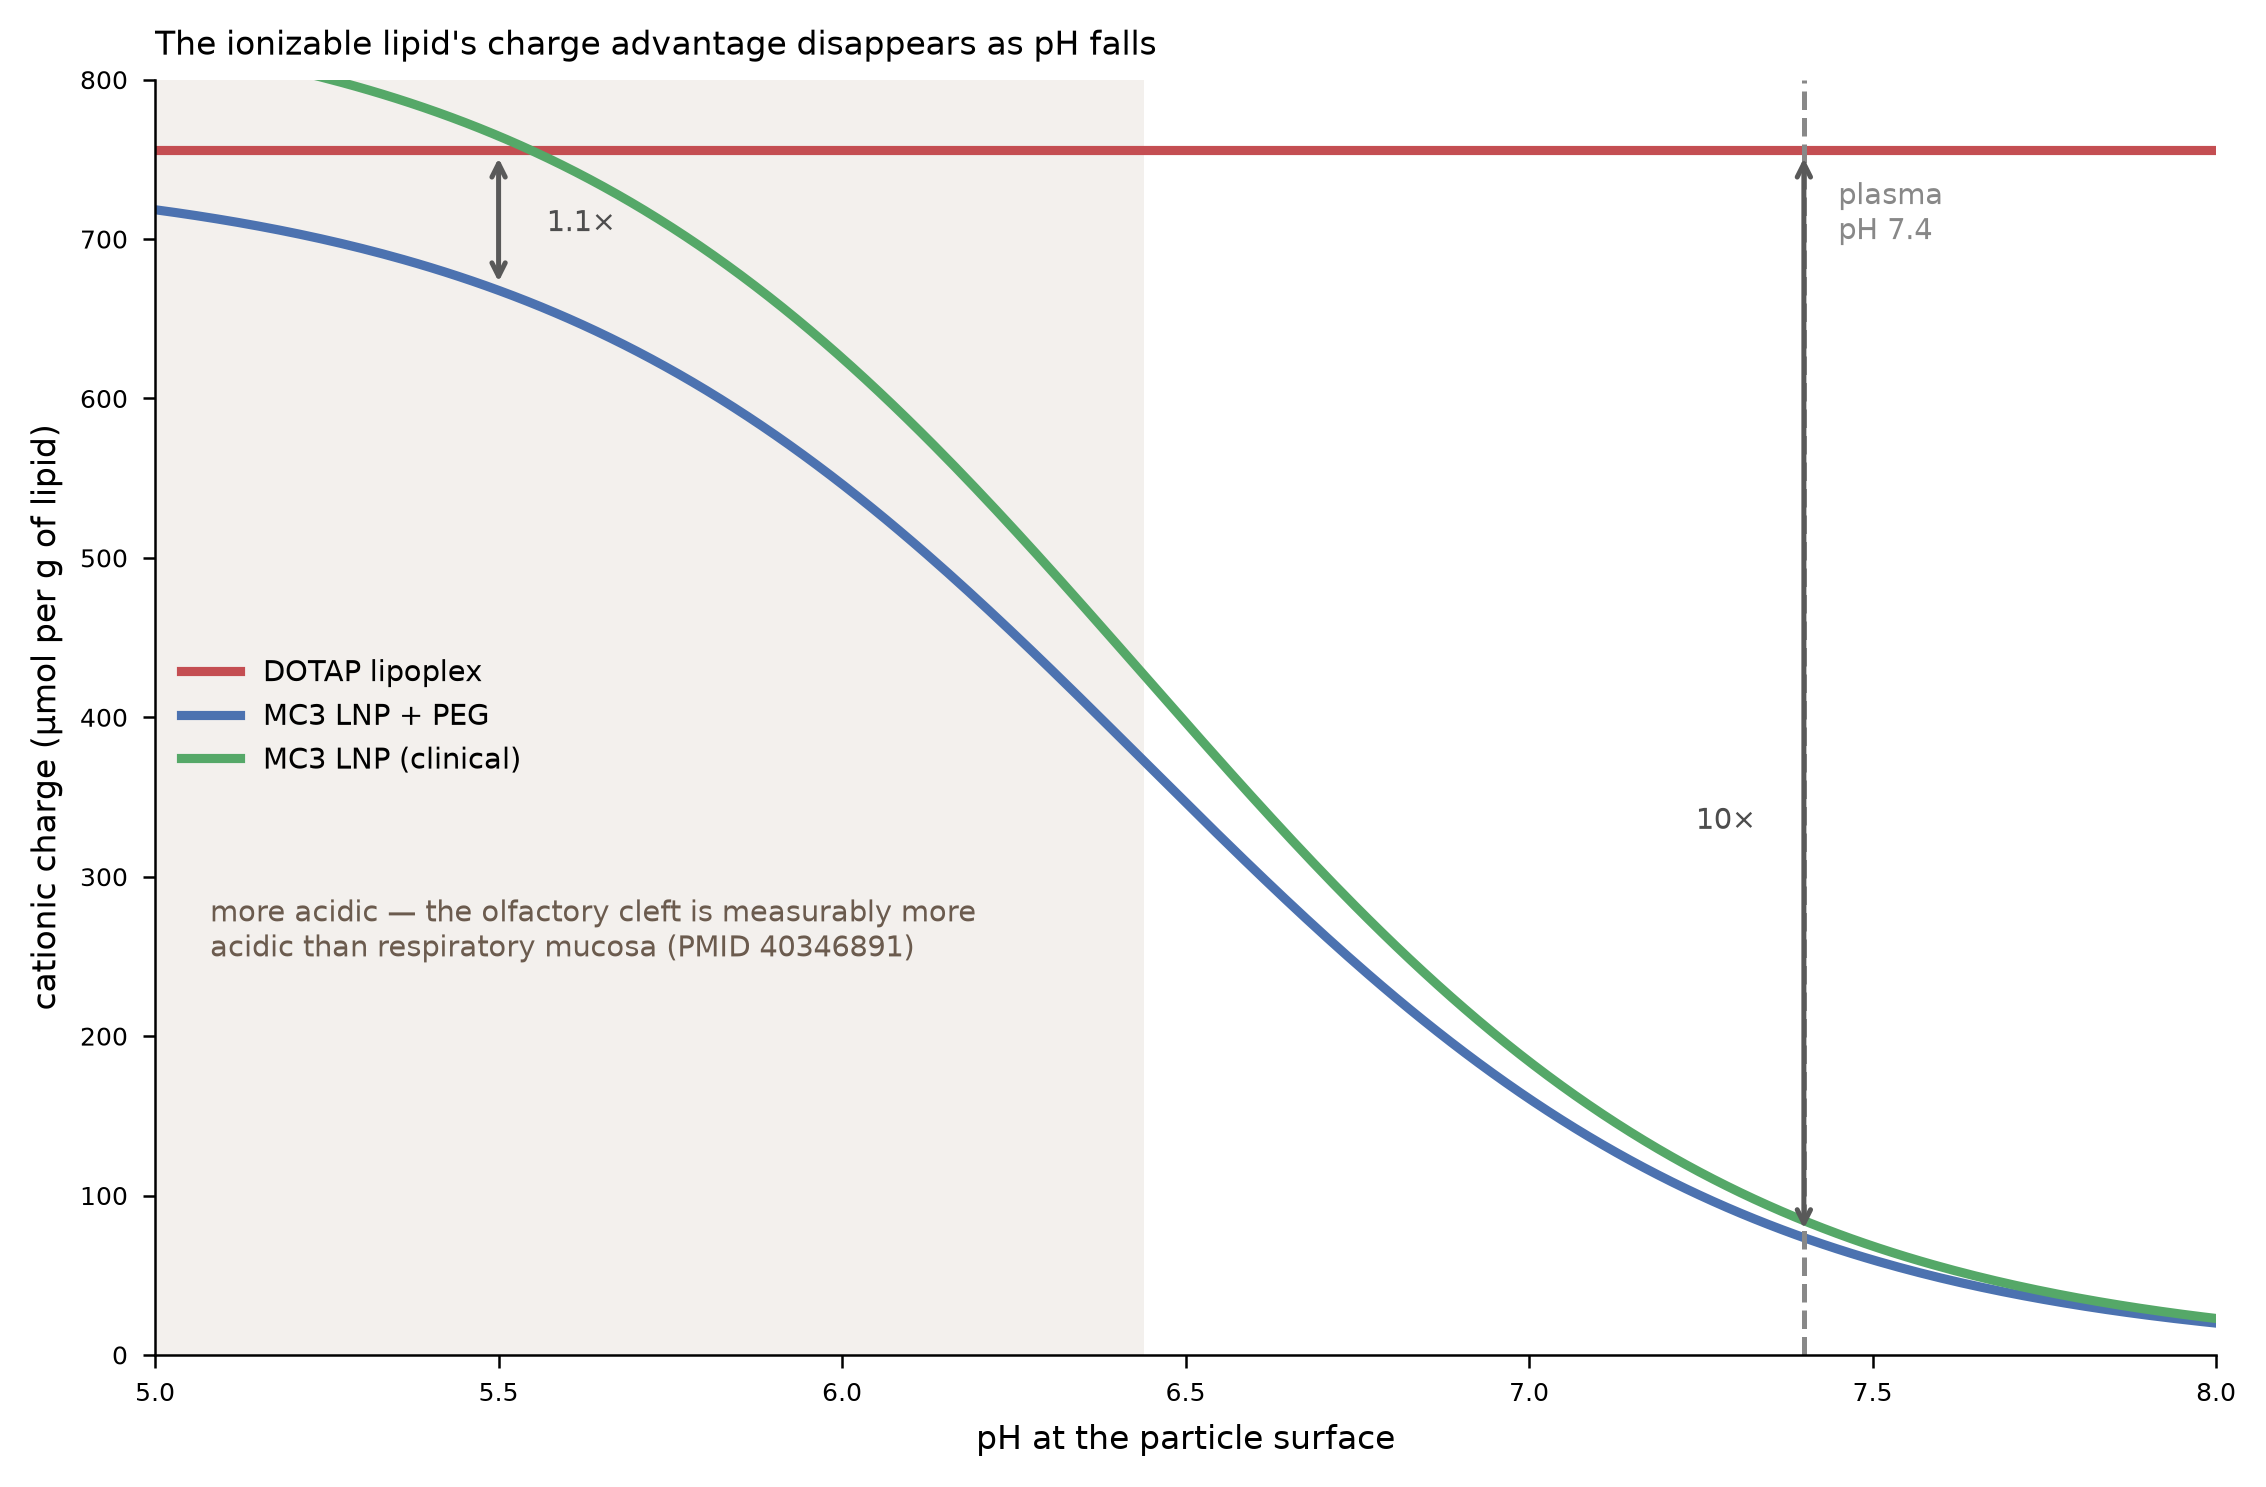 The ionizable lipid's charge advantage disappears as pH falls
800
700
600
500
400
300
200
100
0
cationic charge (µmol per g of lipid)
1.1×
plasma
pH 7.4
DOTAP lipoplex
MC3 LNP + PEG
MC3 LNP (clinical)
10×
more acidic — the olfactory cleft is measurably more
acidic than respiratory mucosa (PMID 40346891)
5.0
5.5
6.0
6.5
7.0
7.5
8.0
pH at the particle surface